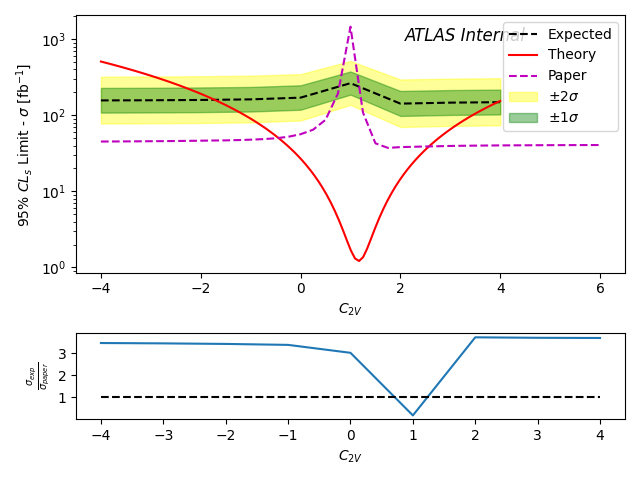 ATLAS Internal
Expected
Theory
Paper
±2σ
±1σ
95% CLₛ Limit - σ [fb⁻¹]
10³
10²
10¹
10⁰
−4 −2 0 2 4 6
C₂V
σexp/σpaper
3
2
1
−4 −3 −2 −1 0 1 2 3 4
C₂V